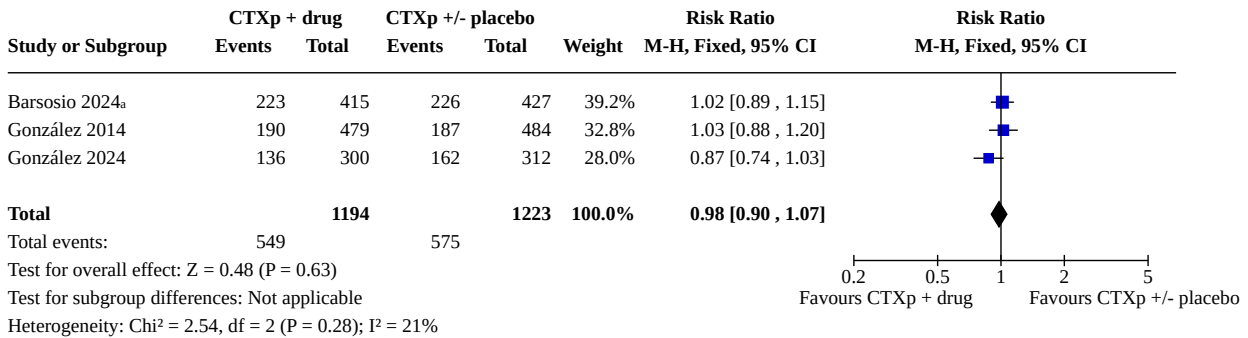 CTXp + drug CTXp +/- placebo Risk Ratio Risk Ratio
Study or Subgroup Events Total Events Total Weight M-H, Fixed, 95% CI M-H, Fixed, 95% CI
Barsosio 2024a 223 415 226 427 39.2% 1.02 [0.89 , 1.15]
González 2014 190 479 187 484 32.8% 1.03 [0.88 , 1.20]
González 2024 136 300 162 312 28.0% 0.87 [0.74 , 1.03]
Total 1194 1223 100.0% 0.98 [0.90 , 1.07]
Total events: 549 575
Test for overall effect: Z = 0.48 (P = 0.63) 0.2 0.5 1 2 5
Test for subgroup differences: Not applicable Favours CTXp + drug Favours CTXp +/- placebo
Heterogeneity: Chi² = 2.54, df = 2 (P = 0.28); I² = 21%